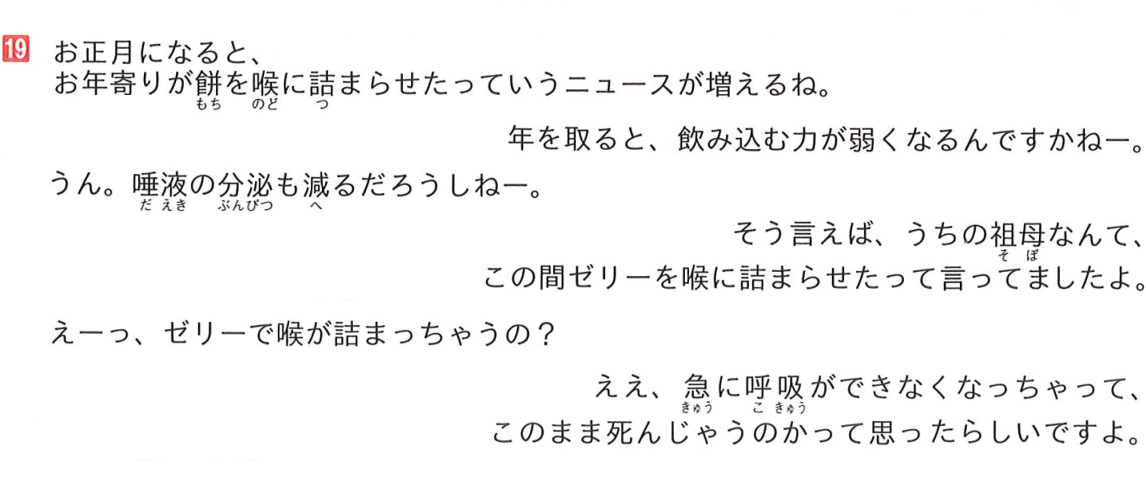 19 お正月になると、
お年寄りが餅を喉に詰まらせたっていうニュースが増えるね。
もち のど つ
年を取ると、飲み込む力が弱くなるんですかねー。
うん。唾液の分泌も減るだろうしねー。
だ えき ぶんぴつ へ
そう言えば、うちの祖母なんて、
そ ぼ
この間ゼリーを喉に詰まらせたって言ってましたよ。
えーっ、ゼリーで喉が詰まっちゃうの？
ええ、急に呼吸ができなくなっちゃって、
きゅう こ きゅう
このまま死んじゃうのかって思ったらしいですよ。